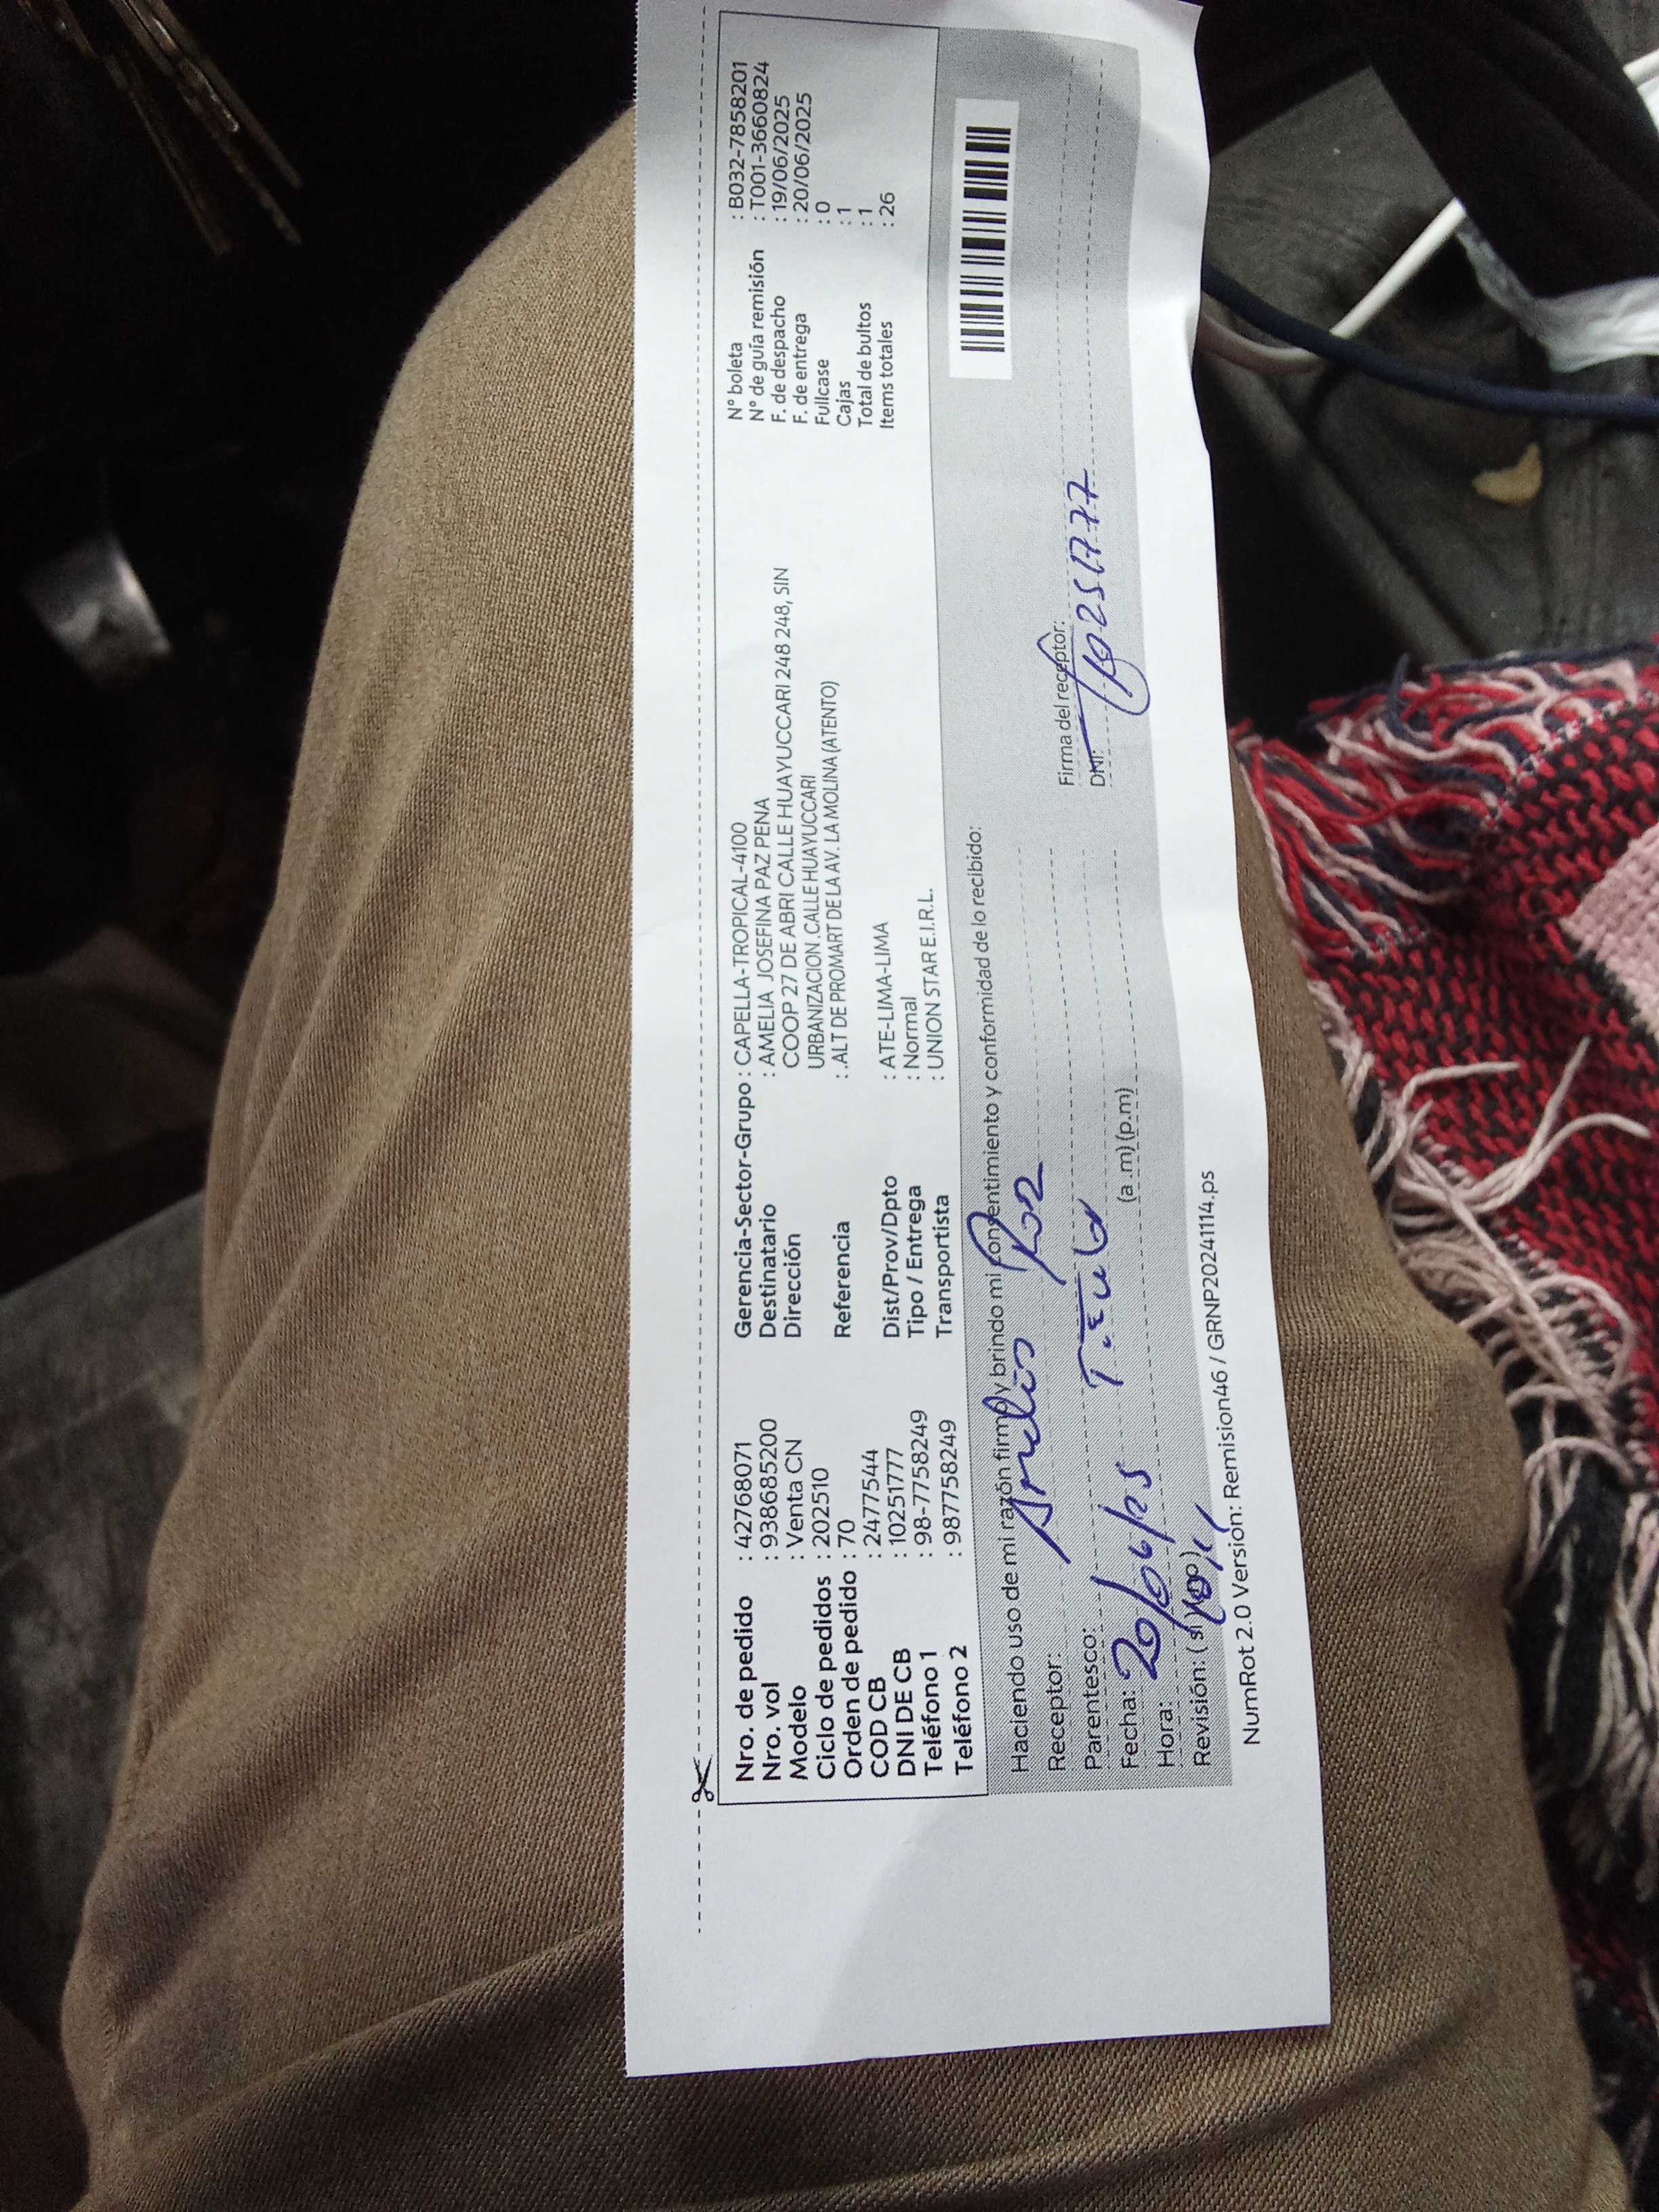 Nro. de pedido : 42768071
Nro. vol : 93868685200
Modelo : Venta CN
Ciclo de pedidos : 202510
Orden de pedido : 70
COD CB : 24777544
DNI DE CB : 10251777
Teléfono 1 : 98-7758249
Teléfono 2 : 987758249
Gerencia-Sector-Grupo : CAPELLA-TROPICAL-4100
Destinatario : AMELIA JOSEFINA PAZ PENA
Dirección COOP 27 DE ABRI CALLE HUAYUCCARI 248 248, SIN
URBANIZACION.CALLE HUAYUCCARI
Referencia : .ALT DE PROMART DE LA AV. LA MOLINA (ATENTO)
Dist/Prov/Dpto : ATE-LIMA-LIMA
Tipo / Entrega : Normal
Transportista : UNION STAR E.I.R.L.
N° boleta : B032-7858201
N° de guía remisión : T001-3660824
F. de despacho : 19/06/2025
F. de entrega : 20/06/2025
Fullcase : 0
Cajas : 1
Total de bultos : 1
Items totales : 26
Haciendo uso de mi razón firmo y brindo mi consentimiento y conformidad de lo recibido:
Receptor: Paz
Parentesco:
Fecha: 20/06/25
Hora: (a.m)(p.m)
Revisión: (si)(no)
Firma del receptor:
DNI: 10251777
NumRot 2.0 Versión: Remision46 / GRNP20241114.ps